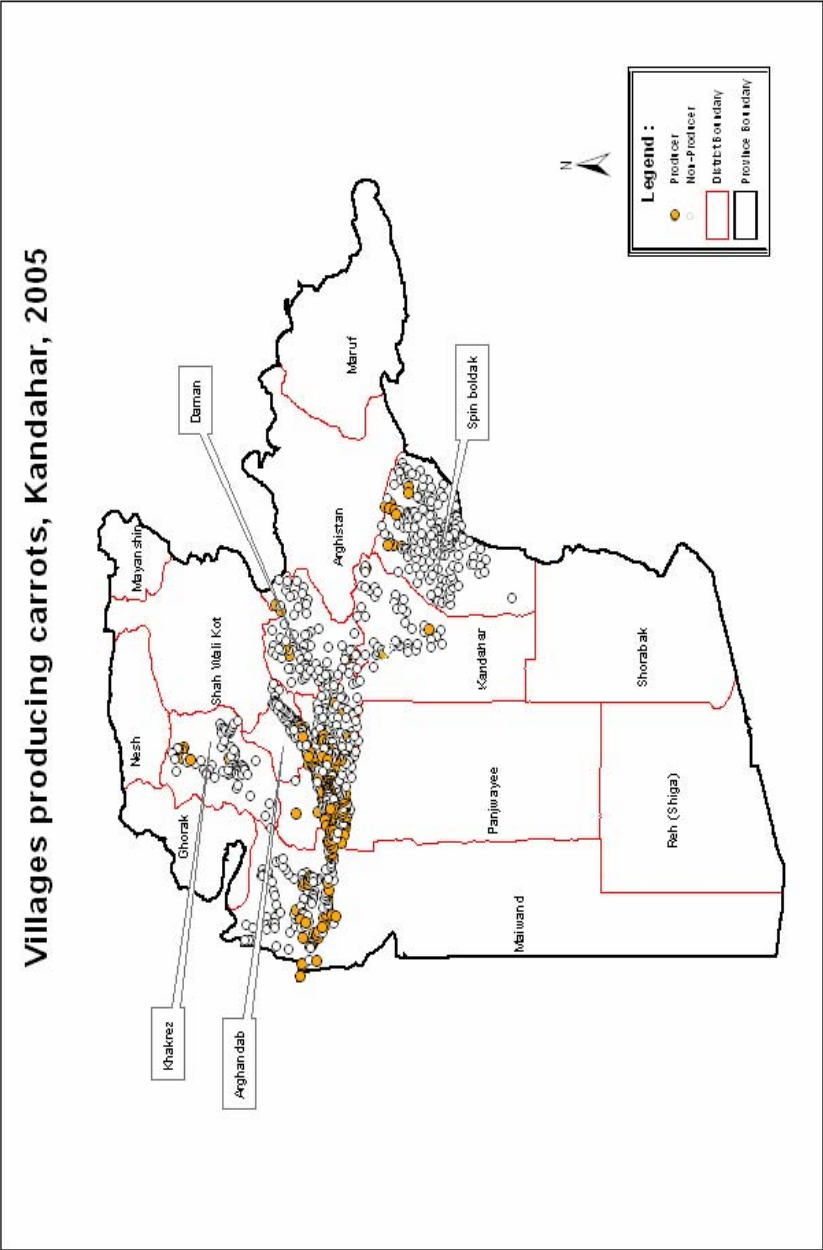 Villages producing carrots, Kandahar, 2005
Mayanshin
Nesh
Shah Wali Kot
Ghorak
Daman
Khakrez
Arghandab
Maruf
Arghistan
Spin boldak
Kandahar
Panjwayee
Maiwand
Shorabak
Reh (Shiga)
N
Legend :
Producer
Non-Producer
District Boundary
Province Boundary